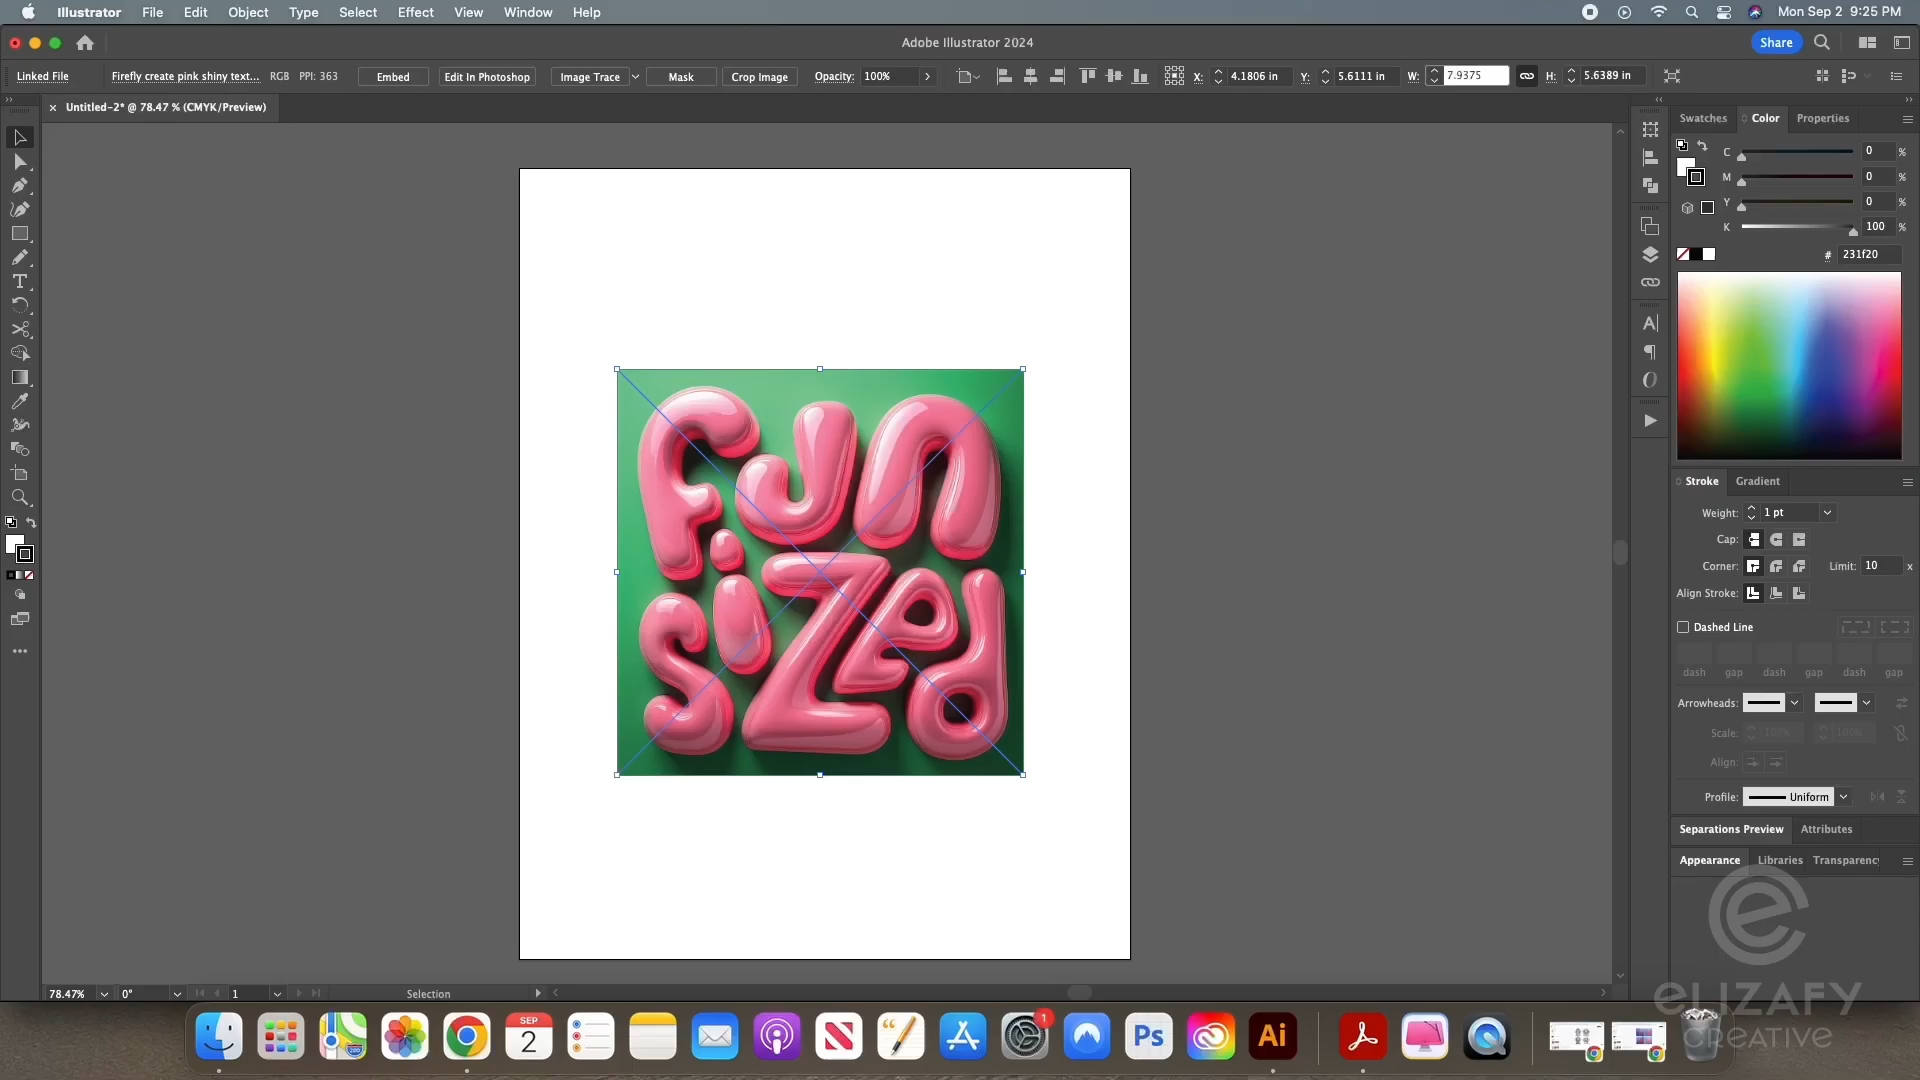 Illustrator File Edit Object Type Select Effect View Window Help Mon Sep 2 9:25 PM
Adobe Illustrator 2024 Share
Linked File Firefly create pink shiny text... RGB PPI: 363 Embed Edit In Photoshop Image Trace Mask Crop Image Opacity: 100% X: 4.1806 in Y: 5.6111 in W: 7.9375 H: 5.6389 in
× Untitled-2* @ 78.47 % (CMYK/Preview)
Swatches Color Properties
C 0 %
M 0 %
Y 0 %
K 100 %
# 231f20
Fun
Sized
Stroke Gradient
Weight: 1 pt
Cap:
Corner: Limit: 10 x
Align Stroke:
Dashed Line
dash gap dash gap dash gap
Arrowheads:
Scale: 100% 100%
Align:
Profile: Uniform
Separations Preview Attributes
Appearance Libraries Transparency
78.47% 0° 1 Selection
eLIZAFY
CREATIVE
SEP
2
1
Ps
Ai